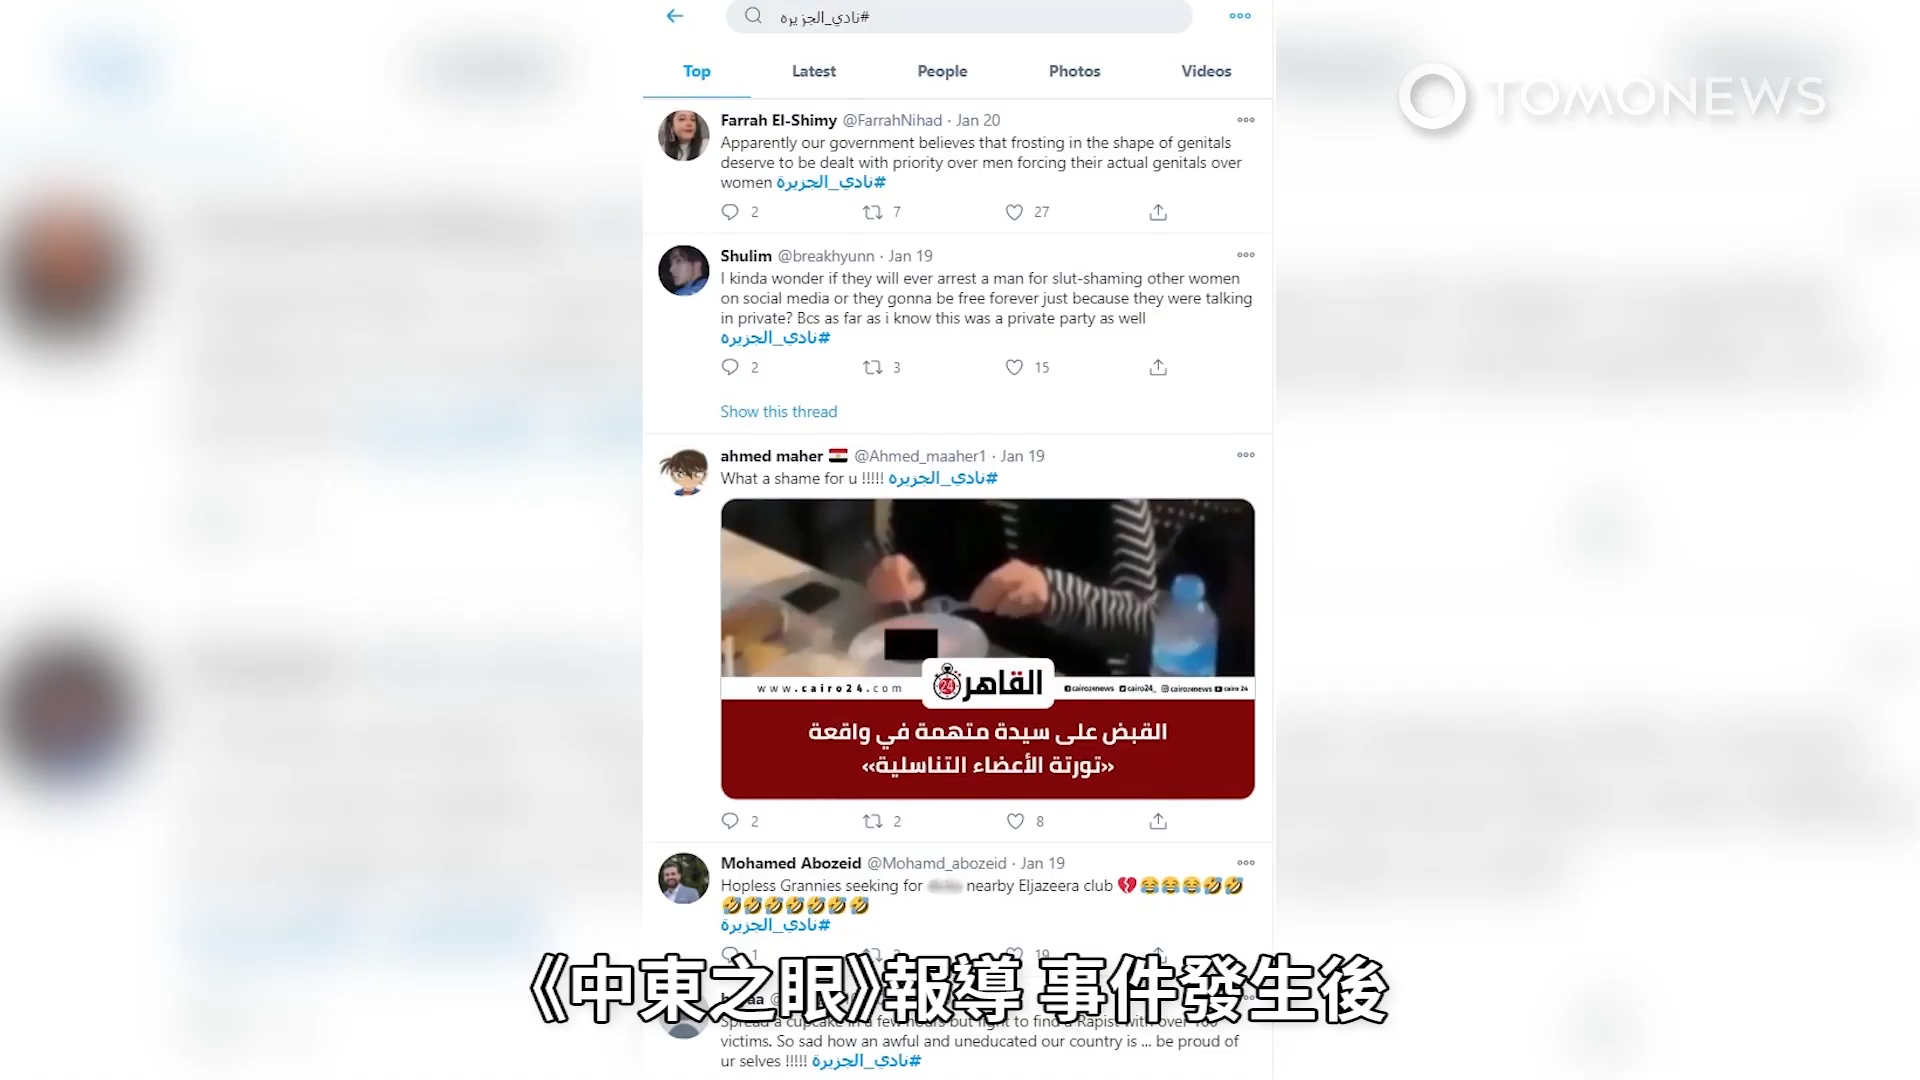 #نادي_الجزيره
TOMONEWS
Top Latest People Photos Videos
Farrah El-Shimy @FarrahNihad · Jan 20
Apparently our government believes that frosting in the shape of genitals
deserve to be dealt with priority over men forcing their actual genitals over
women #نادي_الجزيرة
2 7 27
Shulim @breakhyunn · Jan 19
I kinda wonder if they will ever arrest a man for slut-shaming other women
on social media or they gonna be free forever just because they were talking
in private? Bcs as far as i know this was a private party as well
#نادي_الجزيره
2 3 15
Show this thread
ahmed maher @Ahmed_maaher1 · Jan 19
What a shame for u !!!!! #نادي_الجزيره
www.cairo24.com
القاهرة 24
cairo24news cairo24_ cairo24news cairo 24
القبض على سيدة متهمة في واقعة
«تورتة الأعضاء التناسلية»
2 2 8
Mohamed Abozeid @Mohamd_abozeid · Jan 19
Hopless Grannies seeking for nearby Eljazeera club
#نادي_الجزيرة
1 19
《中東之眼》報導 事件發生後
Spread a cupcake in a few hours but fight to find a Rapist with over 100
victims. So sad how an awful and uneducated our country is ... be proud of
ur selves !!!!! #نادي_الجزيرة